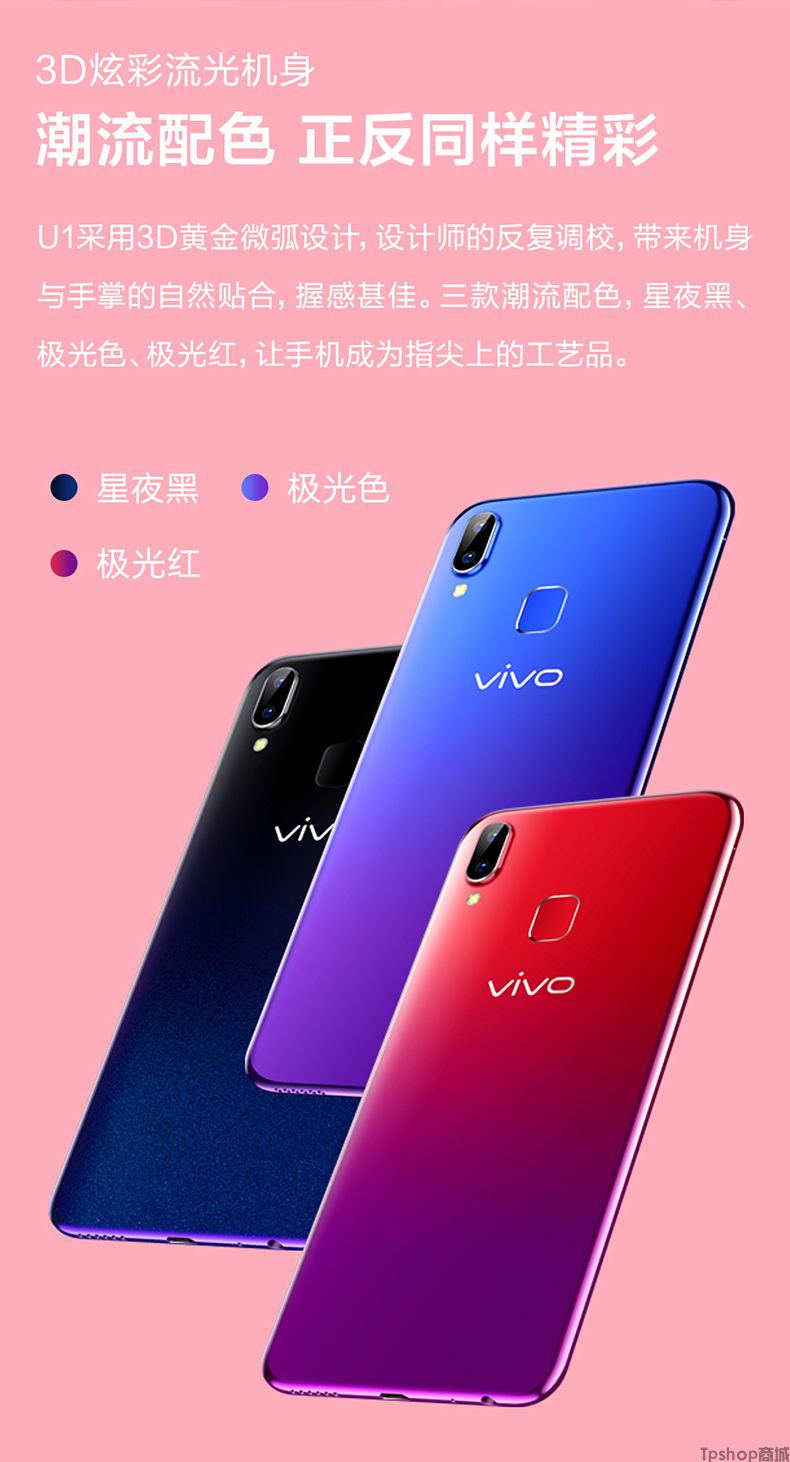 3D炫彩流光机身
潮流配色 正反同样精彩
U1采用3D黄金微弧设计,设计师的反复调校,带来机身
与手掌的自然贴合,握感甚佳。三款潮流配色,星夜黑、
极光色、极光红,让手机成为指尖上的工艺品。
星夜黑 极光色
极光红
vivo
viv
vivo
Tpshop商城